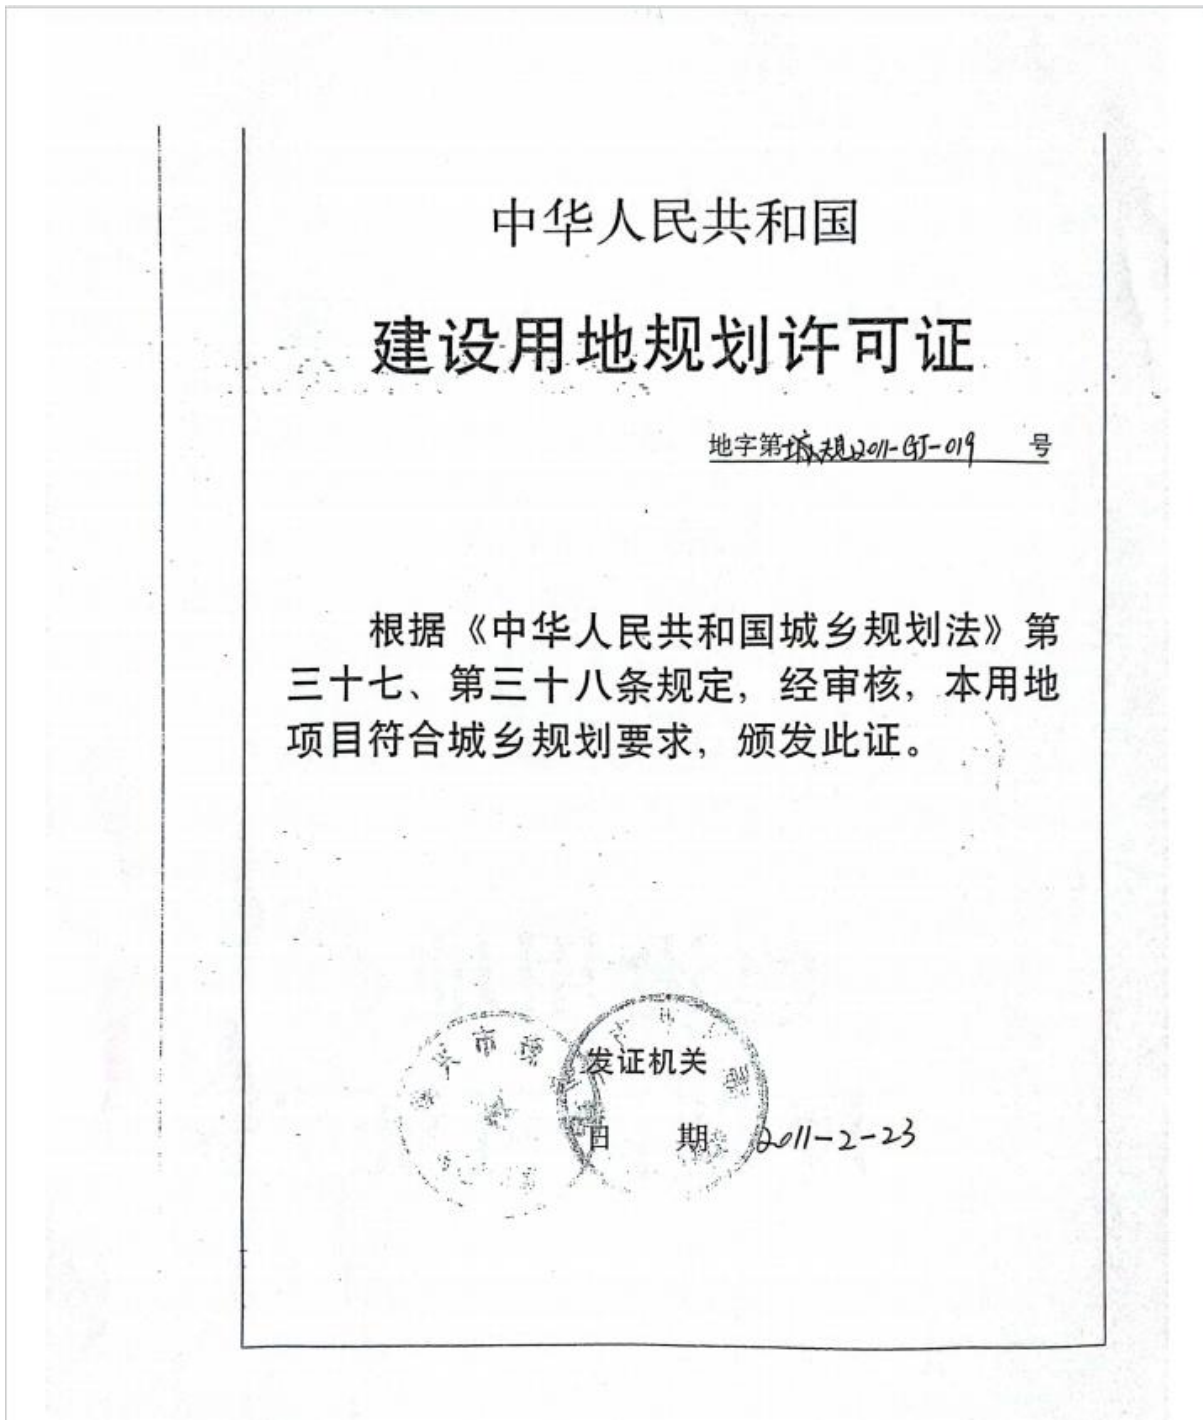 中华人民共和国
建设用地规划许可证
地字第城规2011-GJ-019 号
根据《中华人民共和国城乡规划法》第
三十七、第三十八条规定，经审核，本用地
项目符合城乡规划要求，颁发此证。
发证机关
日 期 2011-2-23